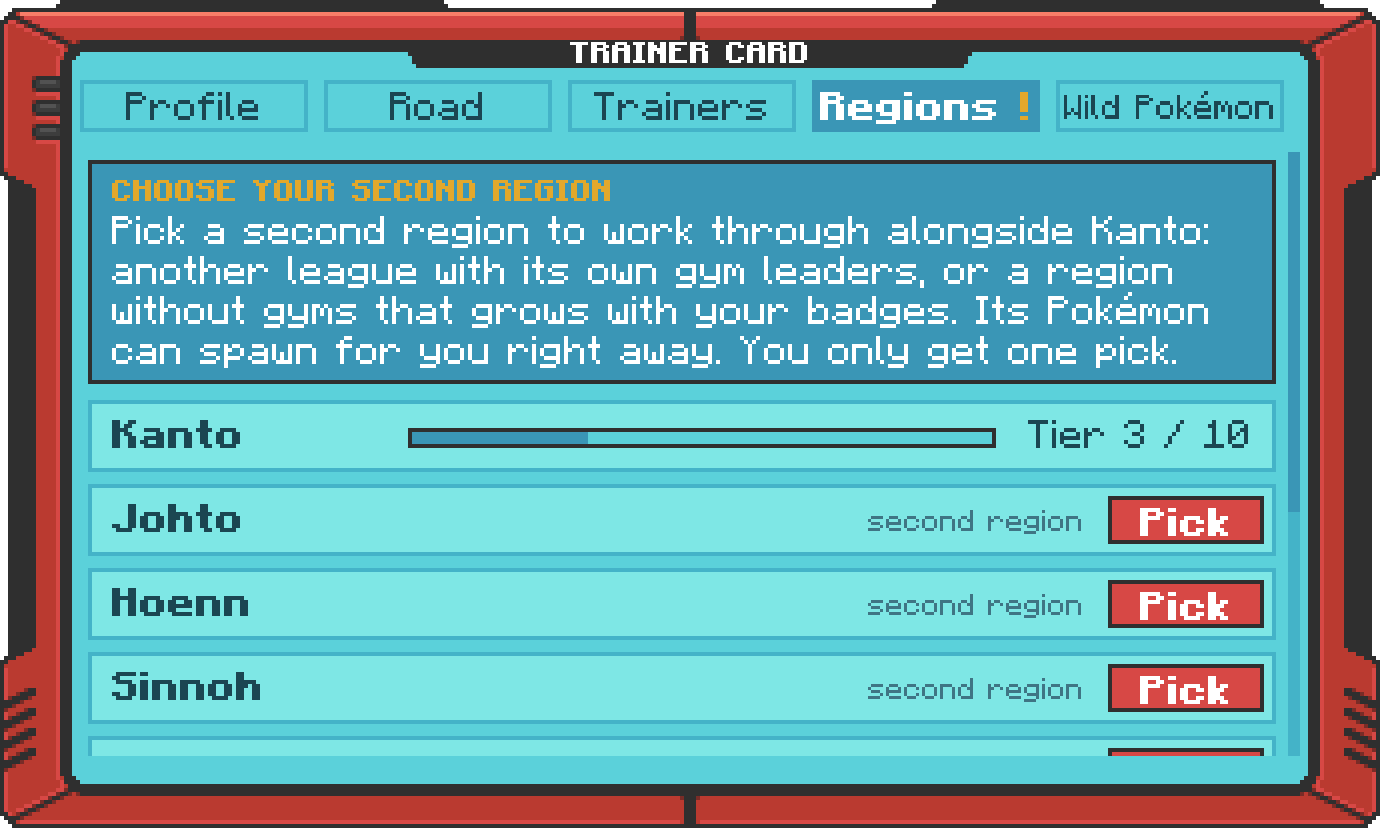 TRAINER CARD
Profile Road Trainers Regions ! Wild Pokémon
CHOOSE YOUR SECOND REGION
Pick a second region to work through alongside Kanto:
another league with its own gym leaders, or a region
without gyms that grows with your badges. Its Pokémon
can spawn for you right away. You only get one pick.
Kanto Tier 3 / 10
Johto second region Pick
Hoenn second region Pick
Sinnoh second region Pick